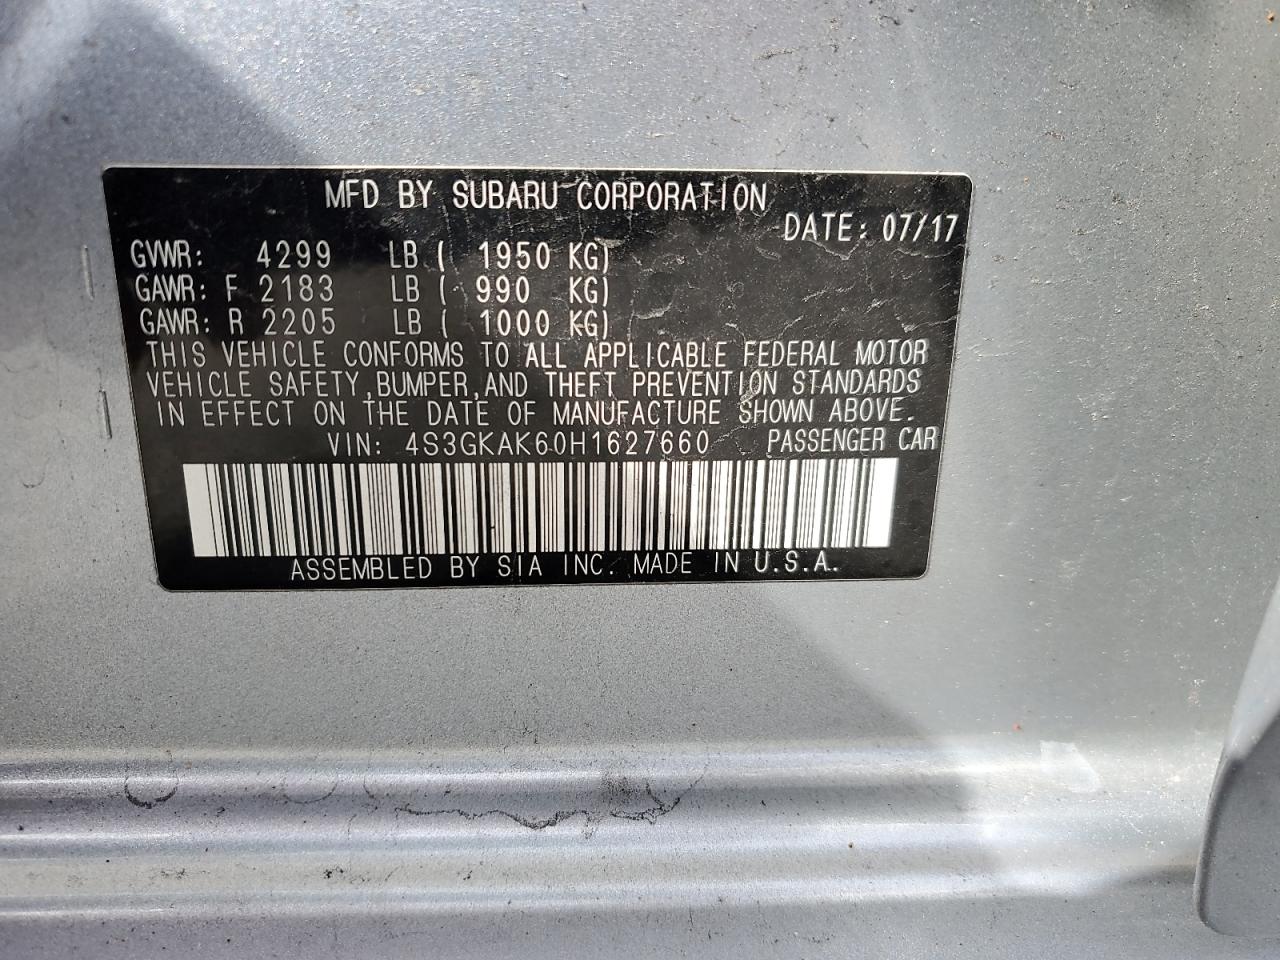 MFD BY SUBARU CORPORATION
DATE: 07/17
GVWR: 4299 LB ( 1950 KG)
GAWR: F 2183 LB ( 990 KG)
GAWR: R 2205 LB ( 1000 KG)
THIS VEHICLE CONFORMS TO ALL APPLICABLE FEDERAL MOTOR
VEHICLE SAFETY,BUMPER,AND THEFT PREVENTION STANDARDS
IN EFFECT ON THE DATE OF MANUFACTURE SHOWN ABOVE.
VIN: 4S3GKAK60H1627660 PASSENGER CAR
ASSEMBLED BY SIA INC. MADE IN U.S.A.